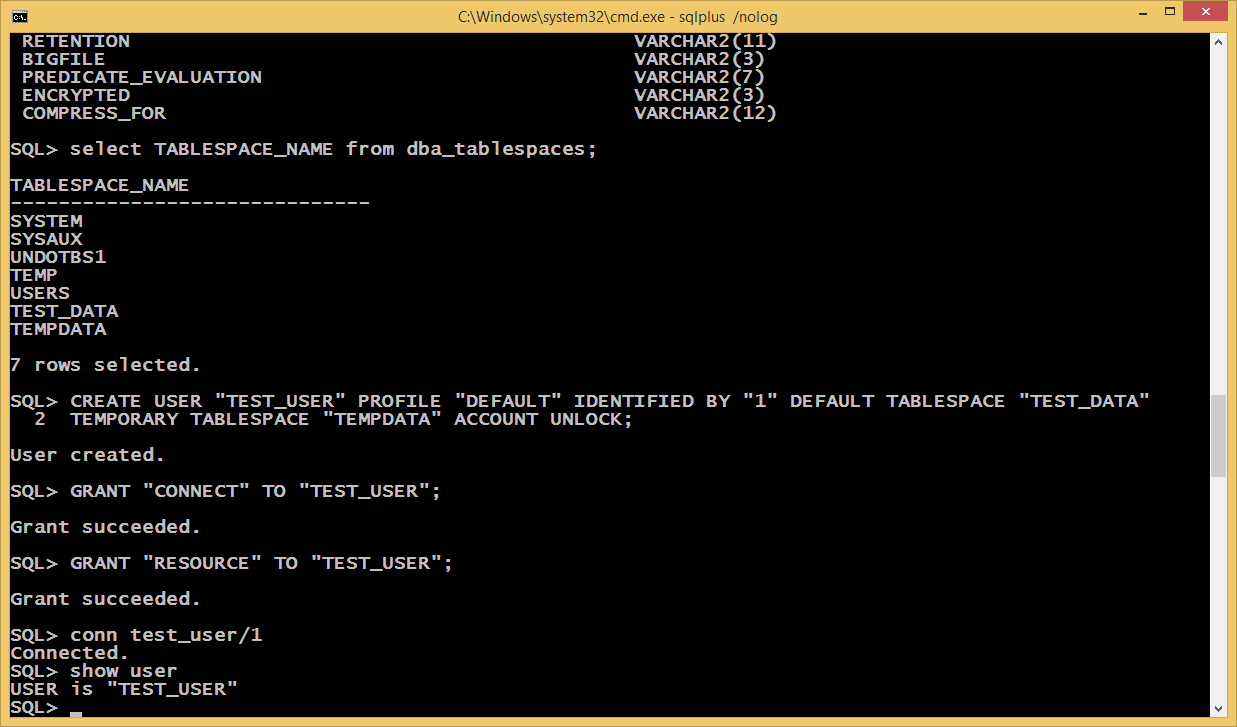 C:\Windows\system32\cmd.exe - sqlplus  /nolog
 RETENTION                                          VARCHAR2(11)
 BIGFILE                                            VARCHAR2(3)
 PREDICATE_EVALUATION                               VARCHAR2(7)
 ENCRYPTED                                          VARCHAR2(3)
 COMPRESS_FOR                                       VARCHAR2(12)
SQL> select TABLESPACE_NAME from dba_tablespaces;
TABLESPACE_NAME
------------------------------
SYSTEM
SYSAUX
UNDOTBS1
TEMP
USERS
TEST_DATA
TEMPDATA
7 rows selected.
SQL> CREATE USER "TEST_USER" PROFILE "DEFAULT" IDENTIFIED BY "1" DEFAULT TABLESPACE "TEST_DATA"
  2  TEMPORARY TABLESPACE "TEMPDATA" ACCOUNT UNLOCK;
User created.
SQL> GRANT "CONNECT" TO "TEST_USER";
Grant succeeded.
SQL> GRANT "RESOURCE" TO "TEST_USER";
Grant succeeded.
SQL> conn test_user/1
Connected.
SQL> show user
USER is "TEST_USER"
SQL> _